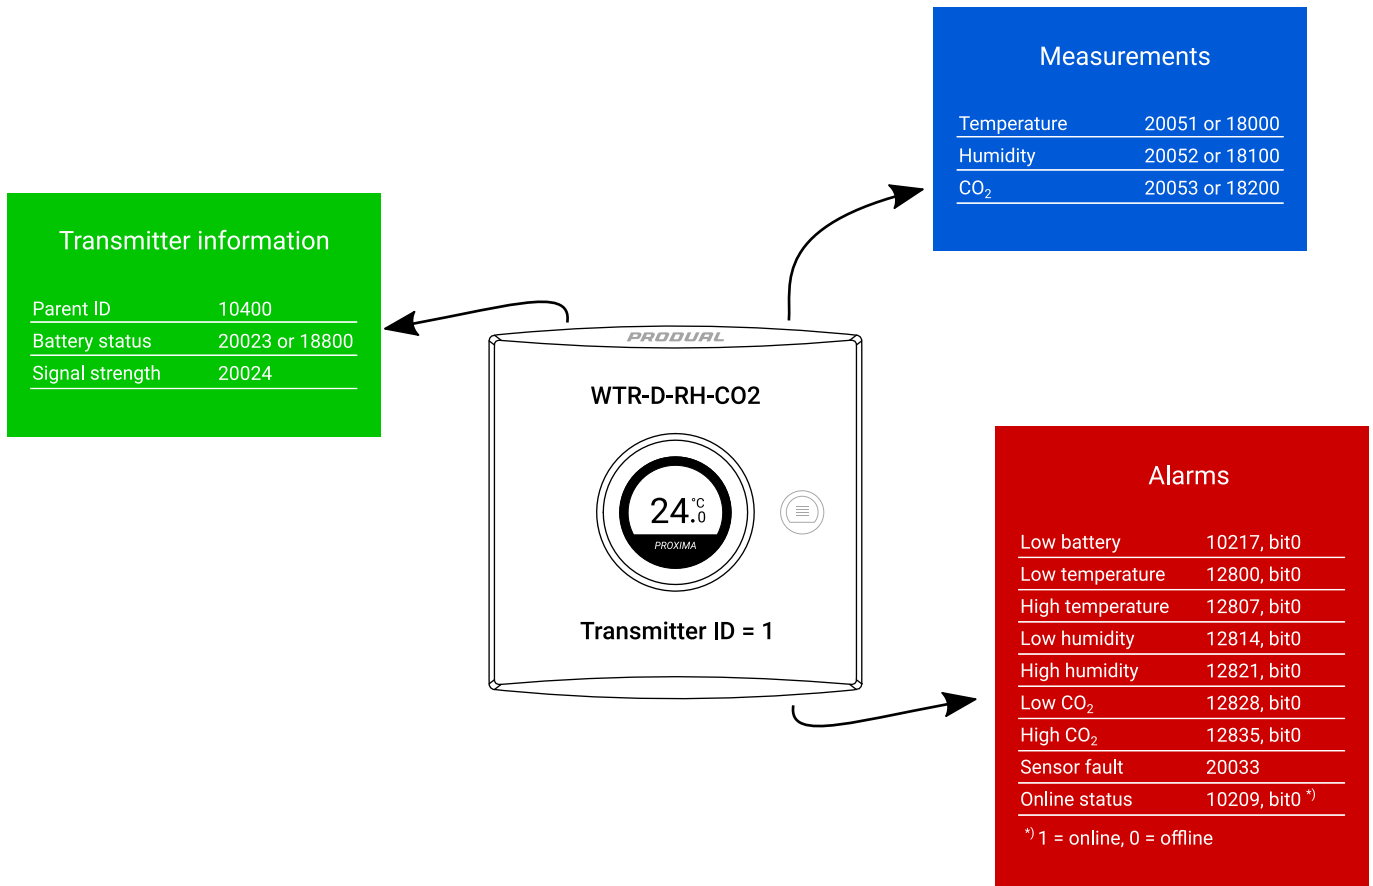 Measurements
Temperature 20051 or 18000
Humidity 20052 or 18100
CO₂ 20053 or 18200
Transmitter information
Parent ID 10400
Battery status 20023 or 18800
Signal strength 20024
PRODUAL
WTR-D-RH-CO2
24.0 °C
PROXIMA
Transmitter ID = 1
Alarms
Low battery 10217, bit0
Low temperature 12800, bit0
High temperature 12807, bit0
Low humidity 12814, bit0
High humidity 12821, bit0
Low CO₂ 12828, bit0
High CO₂ 12835, bit0
Sensor fault 20033
Online status 10209, bit0 *)
*) 1 = online, 0 = offline